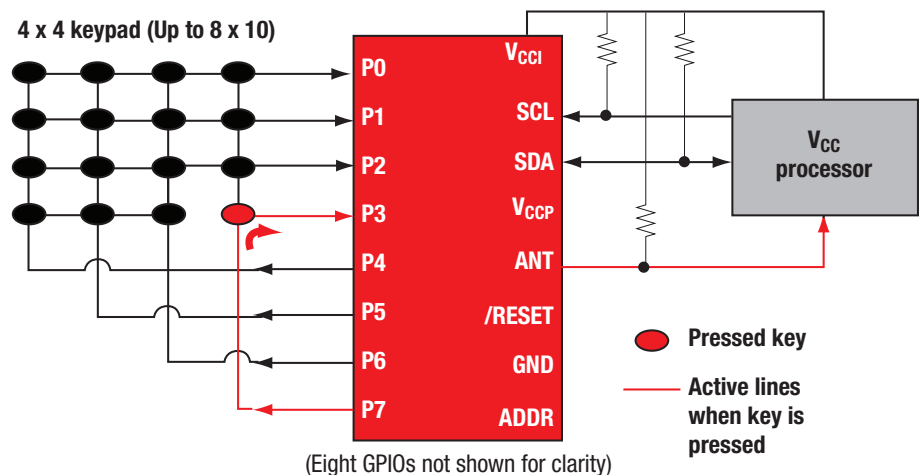 4 x 4 keypad (Up to 8 x 10)
P0
P1
P2
P3
P4
P5
P6
P7
VCCI
SCL
SDA
VCCP
ANT
/RESET
GND
ADDR
VCC
processor
Pressed key
Active lines
when key is
pressed
(Eight GPIOs not shown for clarity)